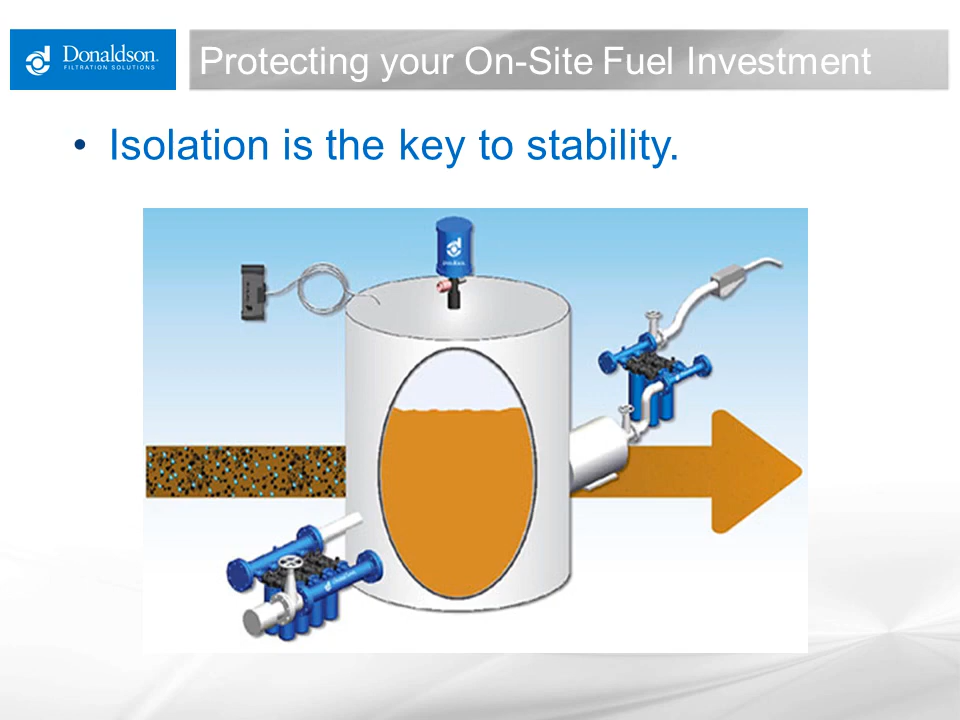 Donaldson.
FILTRATION SOLUTIONS
Protecting your On-Site Fuel Investment
• Isolation is the key to stability.